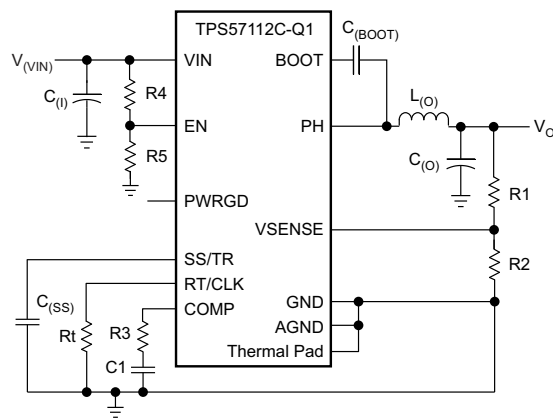 TPS57112C-Q1
C(BOOT)
V(VIN)
VIN
BOOT
C(I)
R4
L(O)
EN
PH
VO
R5
C(O)
R1
PWRGD
VSENSE
R2
SS/TR
RT/CLK
GND
C(SS)
COMP
Rt
R3
AGND
C1
Thermal Pad